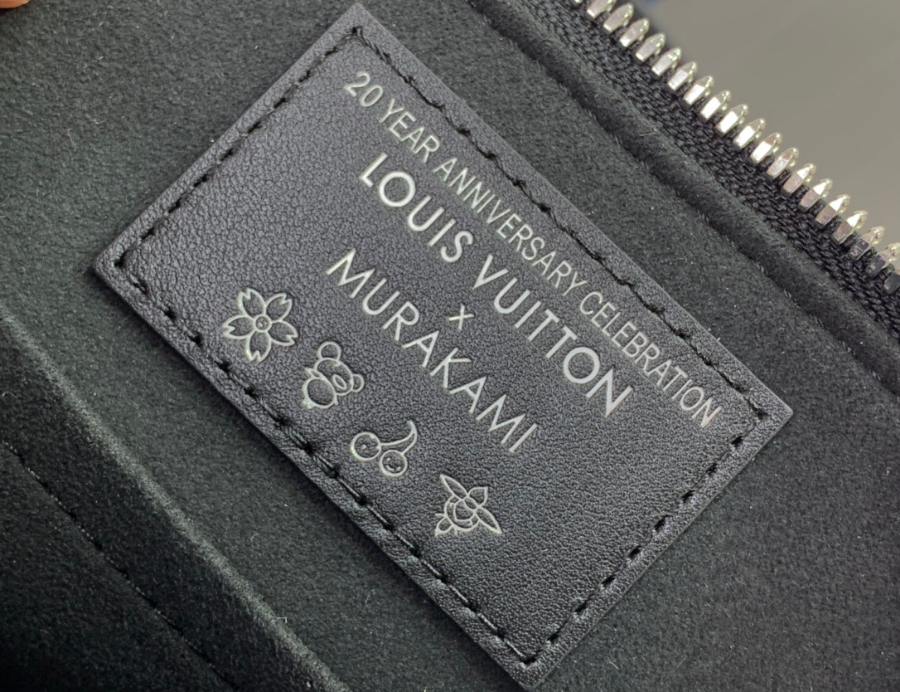 20 YEAR ANNIVERSARY CELEBRATION
LOUIS VUITTON
x
MURAKAMI